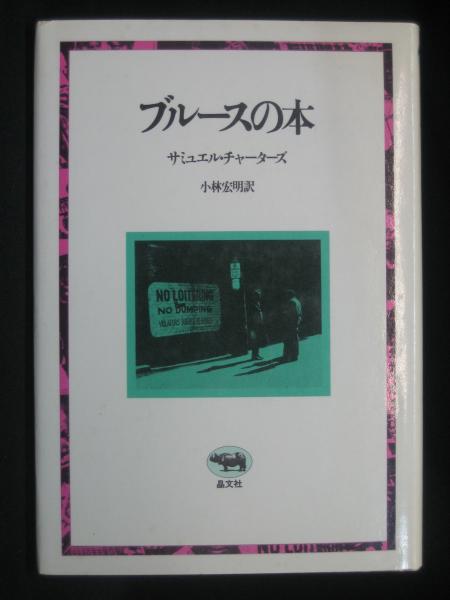 ブルースの本
サミュエル・チャーターズ
小林宏明訳
NO LOITERING
NO DUMPING
晶文社
NO LOIT